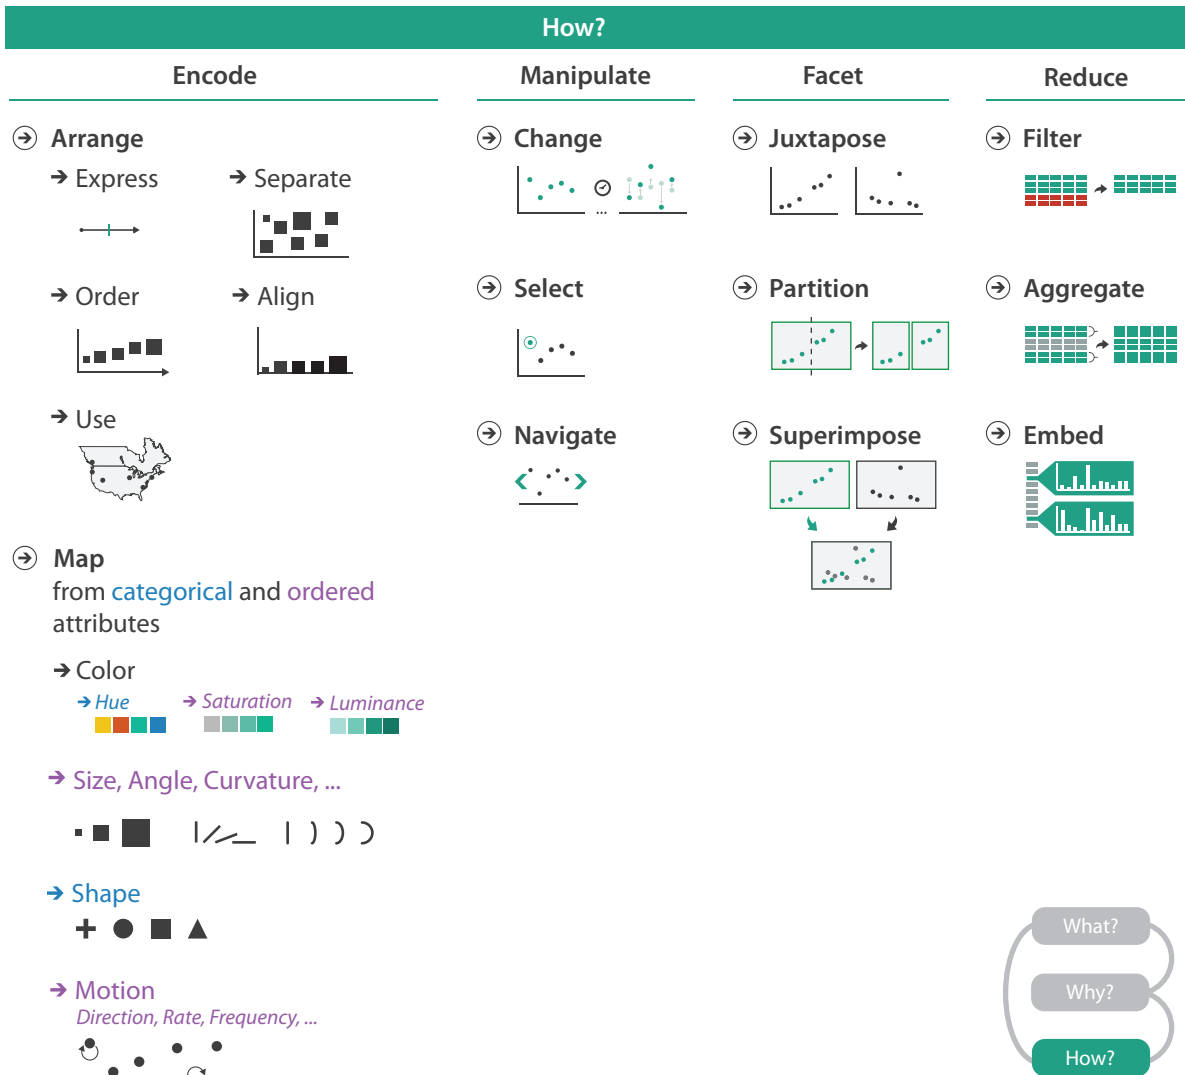 How?
Encode
Manipulate
Facet
Reduce
Arrange
Express
Separate
Order
Align
Use
Map
from categorical and ordered
attributes
Color
Hue
Saturation
Luminance
Size, Angle, Curvature, ...
Shape
Motion
Direction, Rate, Frequency, ...
Change
...
Select
Navigate
Juxtapose
Partition
Superimpose
Filter
Aggregate
Embed
What?
Why?
How?